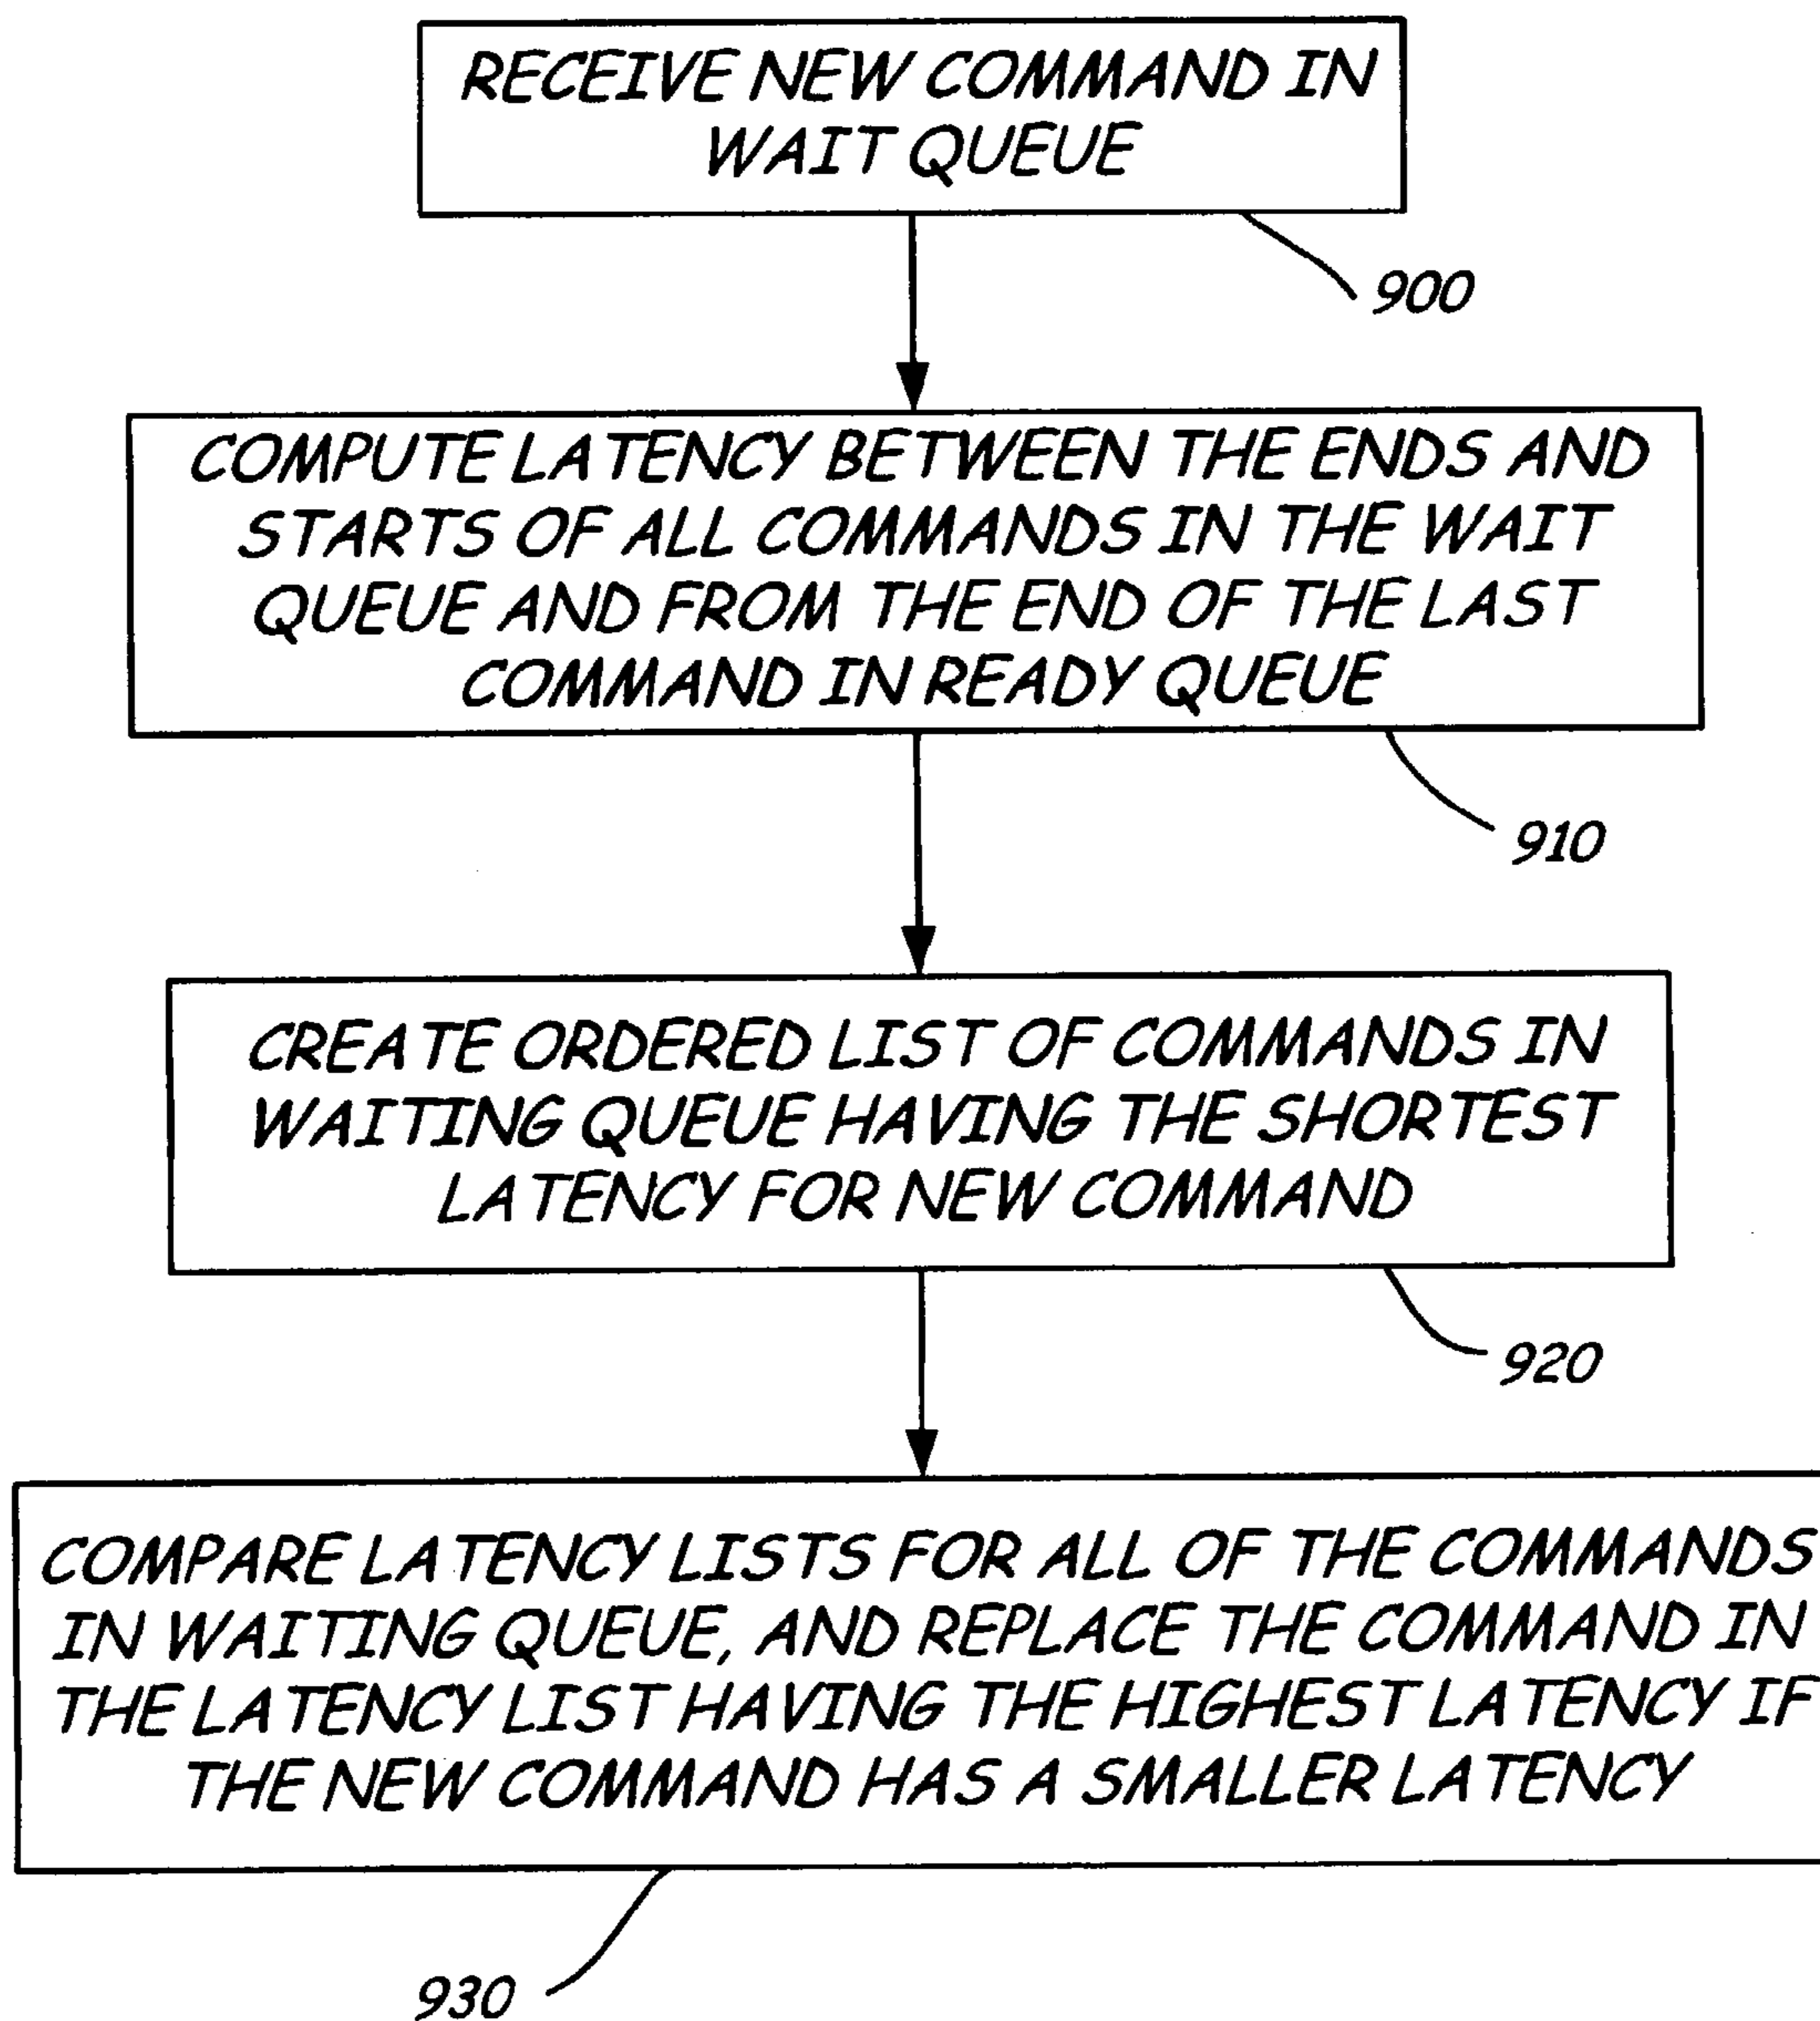 RECEIVE NEW COMMAND IN
WAIT QUEUE
900
COMPUTE LATENCY BETWEEN THE ENDS AND
STARTS OF ALL COMMANDS IN THE WAIT
QUEUE AND FROM THE END OF THE LAST
COMMAND IN READY QUEUE
910
CREATE ORDERED LIST OF COMMANDS IN
WAITING QUEUE HAVING THE SHORTEST
LATENCY FOR NEW COMMAND
920
COMPARE LATENCY LISTS FOR ALL OF THE COMMANDS
IN WAITING QUEUE, AND REPLACE THE COMMAND IN
THE LATENCY LIST HAVING THE HIGHEST LATENCY IF
THE NEW COMMAND HAS A SMALLER LATENCY
930